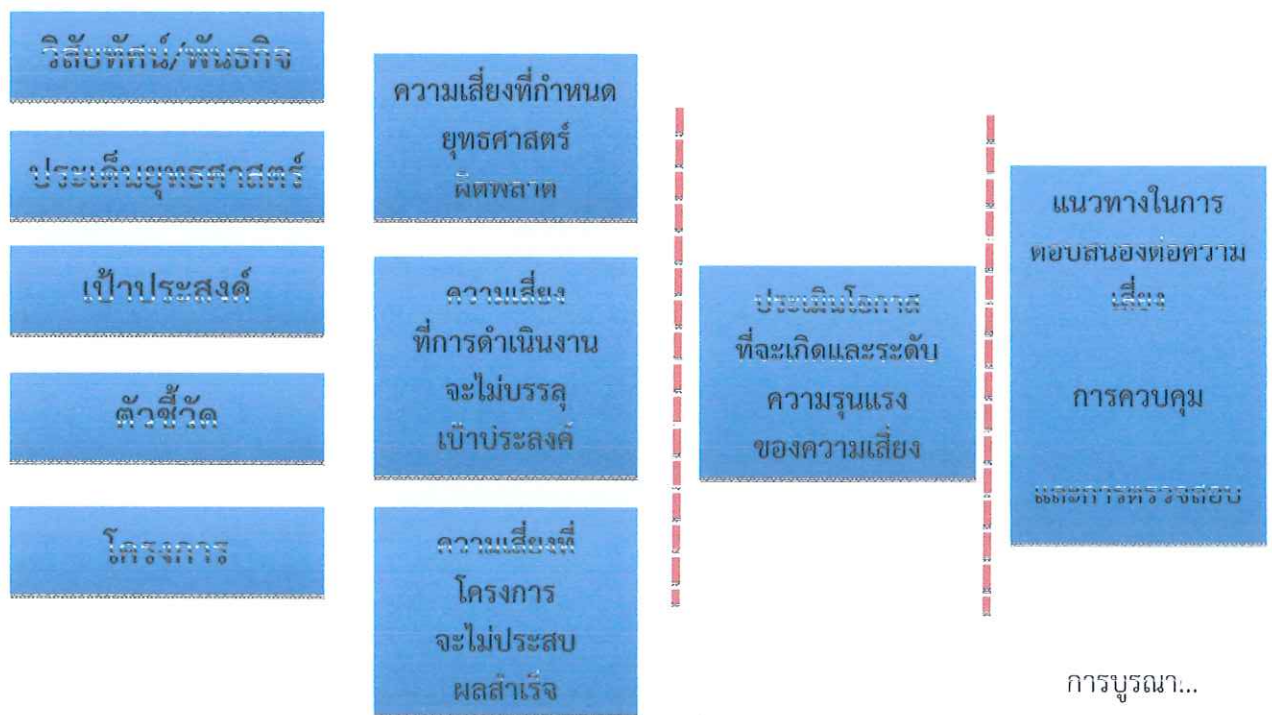 วิสัยทัศน์/พันธกิจ
ประเด็นยุทธศาสตร์
เป้าประสงค์
ตัวชี้วัด
โครงการ
ความเสี่ยงที่กำหนด
ยุทธศาสตร์
ผิดพลาด
ความเสี่ยง
ที่การดำเนินงาน
จะไม่บรรลุ
เป้าประสงค์
ความเสี่ยงที่
โครงการ
จะไม่ประสบ
ผลสำเร็จ
ประเมินโอกาส
ที่จะเกิดและระดับ
ความรุนแรง
ของความเสี่ยง
แนวทางในการ
ตอบสนองต่อความ
เสี่ยง
การควบคุม
และการตรวจสอบ
การบูรณา...